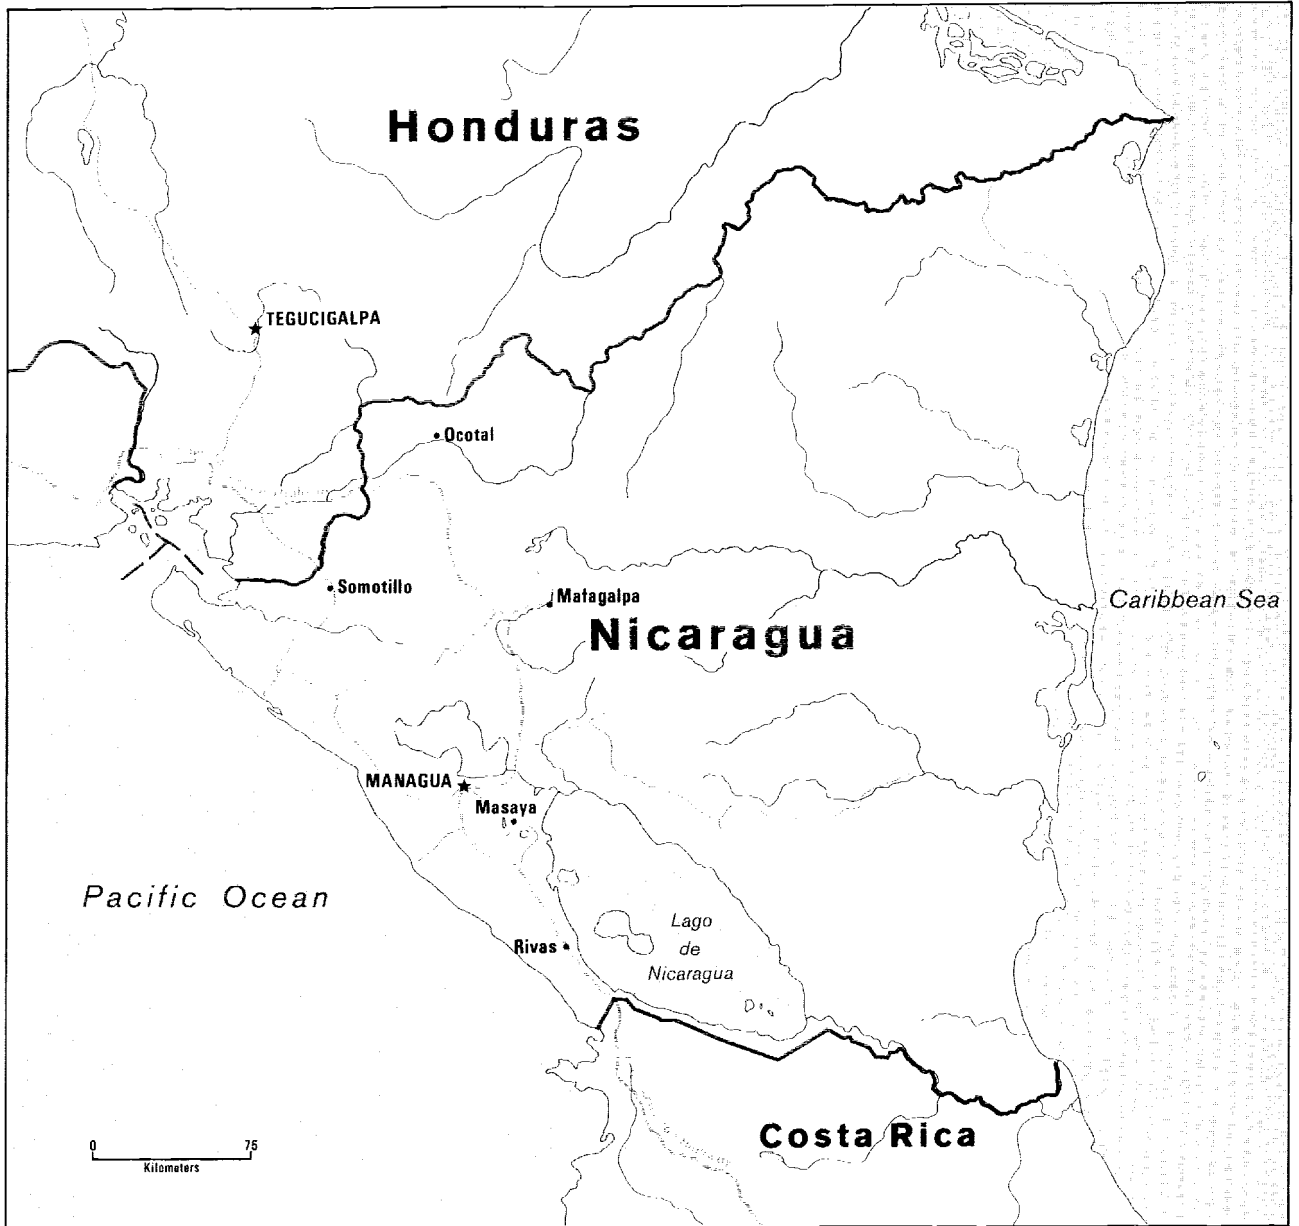 Honduras
TEGUCIGALPA
Ocotal
Somotillo
Matagalpa
Caribbean Sea
Nicaragua
MANAGUA
Masaya
Pacific Ocean
Lago
de
Nicaragua
Rivas
Costa Rica
0 75
Kilometers